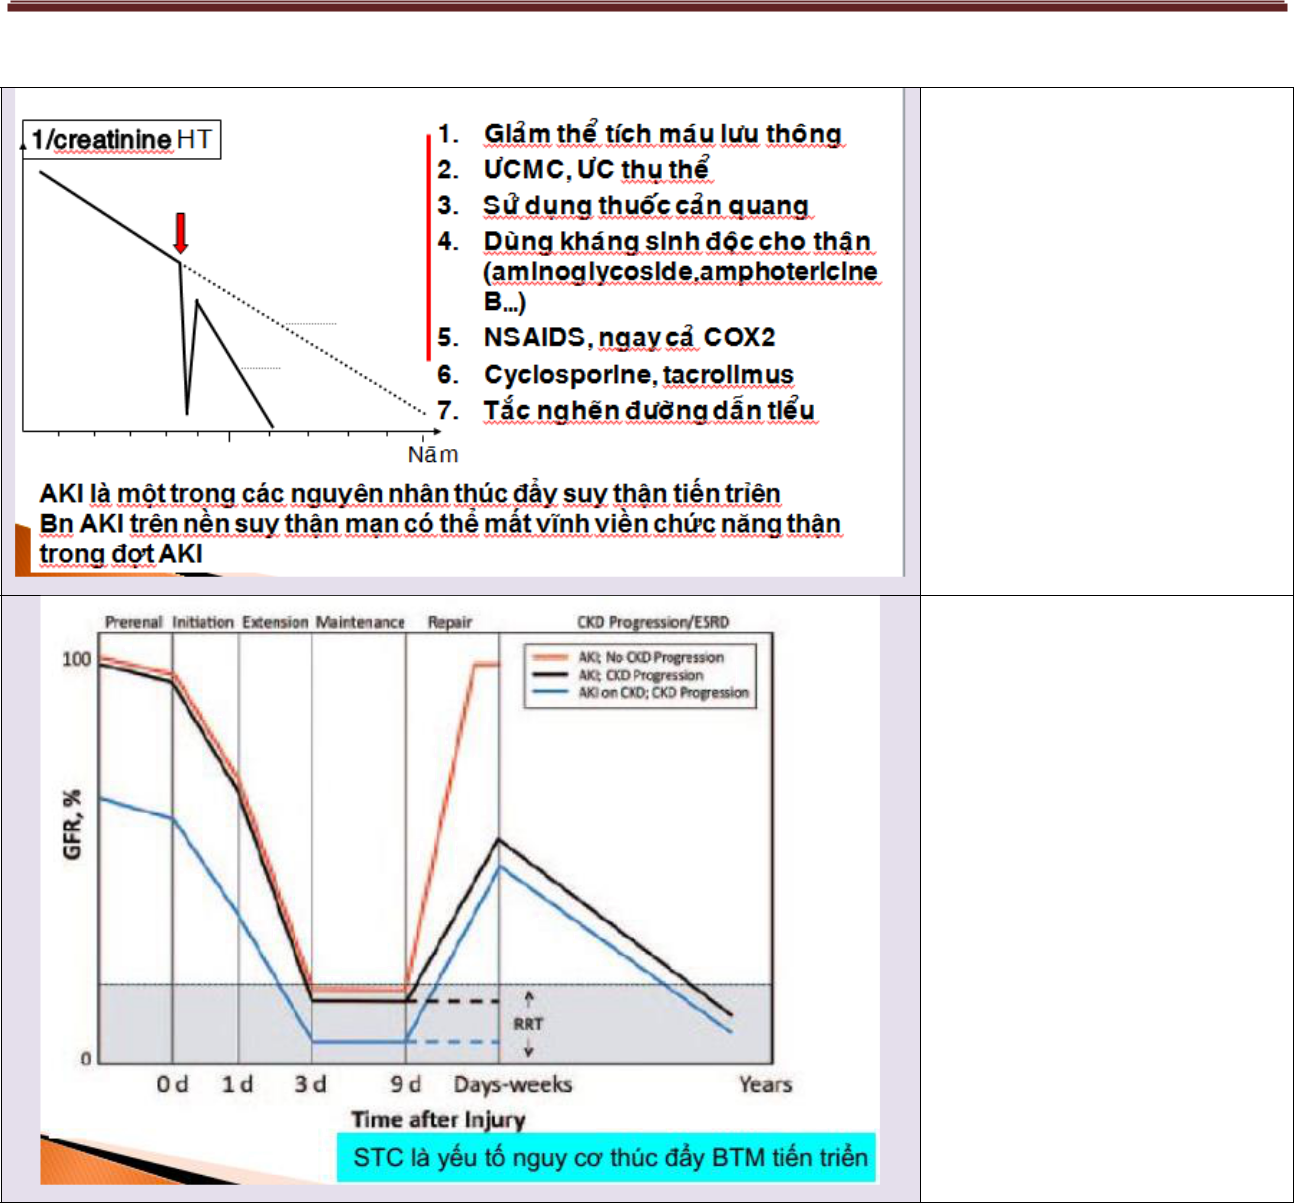 1/creatinine HT
1. Giảm thể tích máu lưu thông
2. ƯCMC, ƯC thụ thể
3. Sử dụng thuốc cản quang
4. Dùng kháng sinh độc cho thận
(aminoglycoside,amphotericine
B...)
5. NSAIDS, ngay cả COX2
6. Cyclosporine, tacrolimus
7. Tắc nghẽn đường dẫn tiểu
Năm
AKI là một trong các nguyên nhân thúc đẩy suy thận tiến triên
Bn AKI trên nền suy thận mạn có thể mất vĩnh viền chức năng thận
trong đợt AKI
Prerenal Initiation Extension Maintenance Repair CKD Progression/ESRD
100
AKI; No CKD Progression
AKI; CKD Progression
AKI on CKD; CKD Progression
GFR, %
RRT
0
0 d 1 d 3 d 9 d Days-weeks Years
Time after Injury
STC là yếu tố nguy cơ thúc đẩy BTM tiến triển